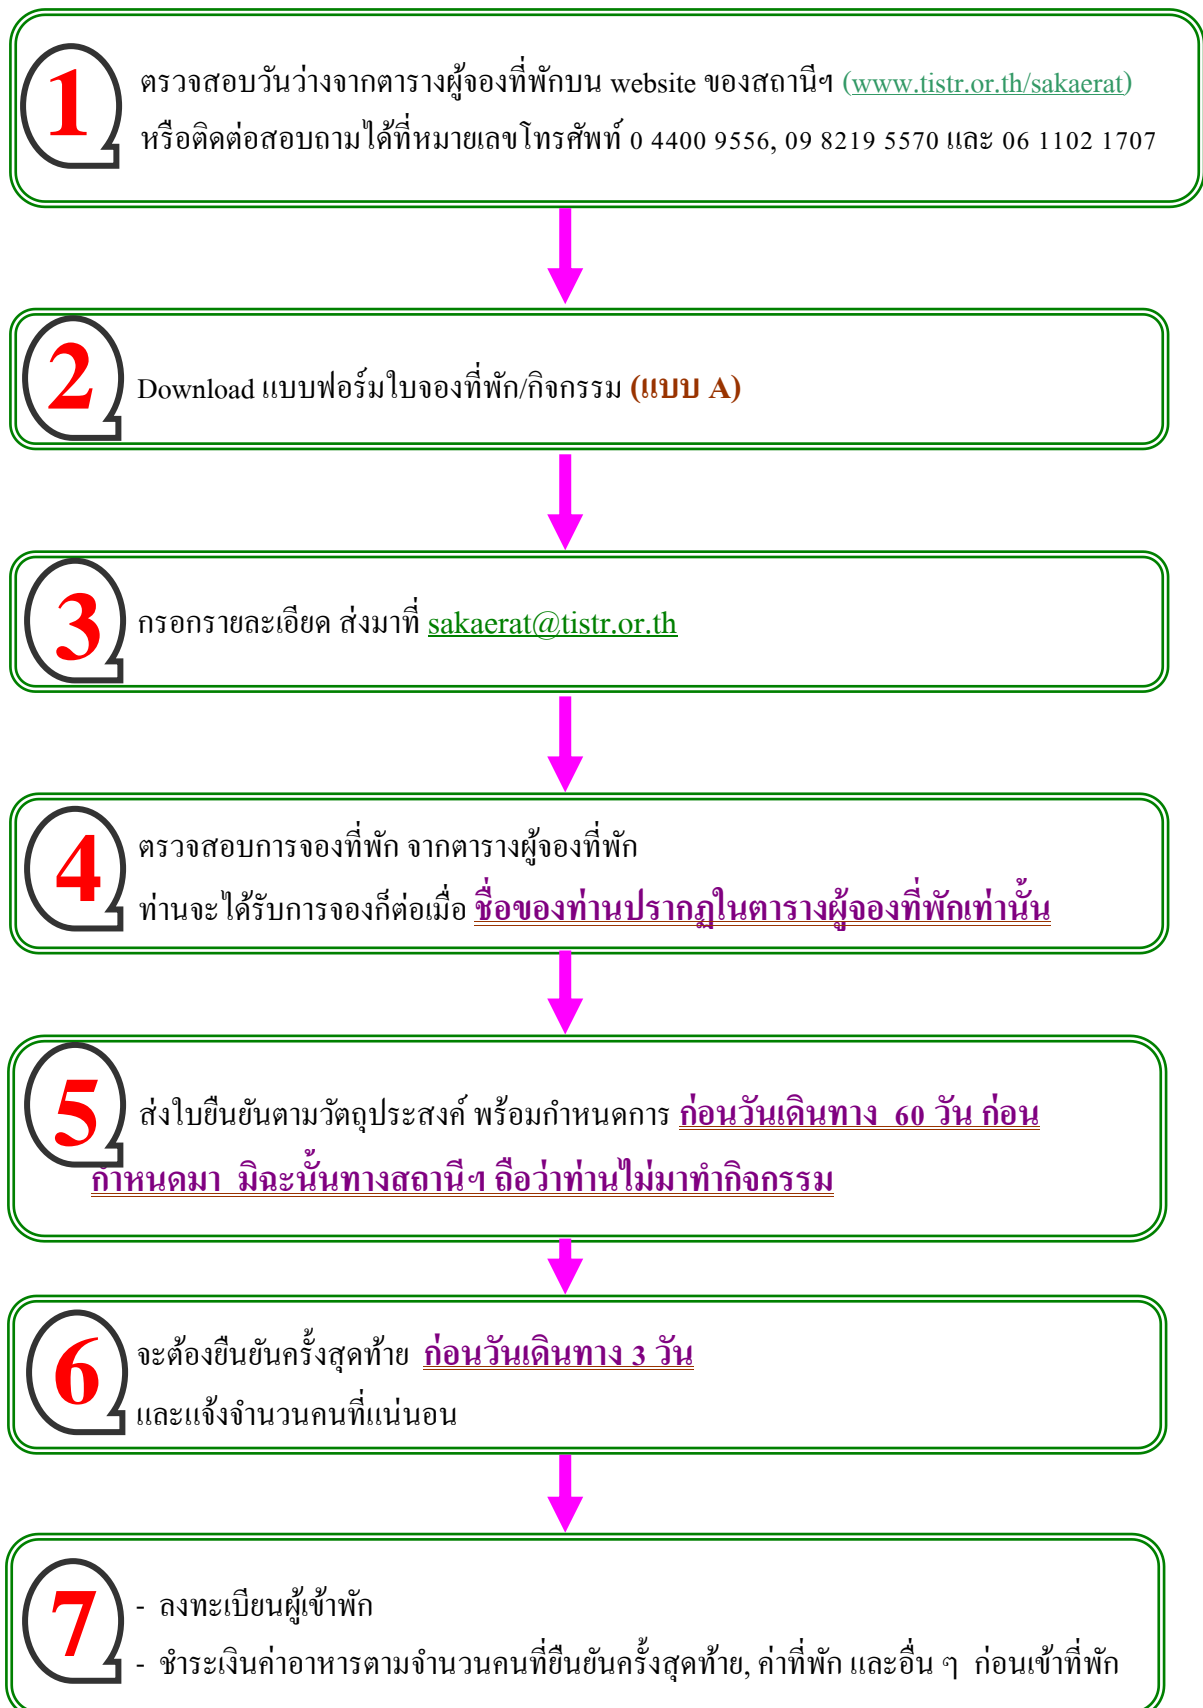 1
ตรวจสอบวันว่างจากตารางผู้จองที่พักบน website ของสถานีฯ (www.tistr.or.th/sakaerat)
หรือติดต่อสอบถามได้ที่หมายเลขโทรศัพท์ 0 4400 9556, 09 8219 5570 และ 06 1102 1707
2
Download แบบฟอร์มใบจองที่พัก/กิจกรรม (แบบ A)
3
กรอกรายละเอียด ส่งมาที่ sakaerat@tistr.or.th
4
ตรวจสอบการจองที่พัก จากตารางผู้จองที่พัก
ท่านจะได้รับการจองก็ต่อเมื่อ ชื่อของท่านปรากฏในตารางผู้จองที่พักเท่านั้น
5
ส่งใบยืนยันตามวัตถุประสงค์ พร้อมกำหนดการ ก่อนวันเดินทาง 60 วัน ก่อน
กำหนดมา มิฉะนั้นทางสถานีฯ ถือว่าท่านไม่มาทำกิจกรรม
6
จะต้องยืนยันครั้งสุดท้าย ก่อนวันเดินทาง 3 วัน
และแจ้งจำนวนคนที่แน่นอน
7
- ลงทะเบียนผู้เข้าพัก
- ชำระเงินค่าอาหารตามจำนวนคนที่ยืนยันครั้งสุดท้าย, ค่าที่พัก และอื่น ๆ ก่อนเข้าที่พัก